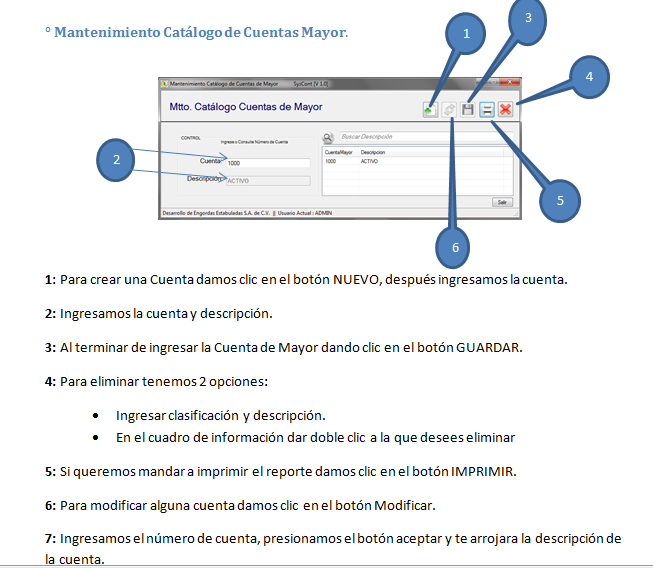 ° Mantenimiento Catálogo de Cuentas Mayor.
1
3
4
Mantenimiento Catálogo de Cuentas de Mayor SysCont [V 1.0]
Mtto. Catálogo Cuentas de Mayor
CONTROL
Ingrese o Consulte Número de Cuenta
Buscar Descripción
2
Cuenta 1000
CuentaMayor Descripcion
1000 ACTIVO
Descripción ACTIVO
Salir
5
Desarrollo de Engordas Estabuladas S.A. de C.V. || Usuario Actual : ADMIN
6
1: Para crear una Cuenta damos clic en el botón NUEVO, después ingresamos la cuenta.
2: Ingresamos la cuenta y descripción.
3: Al terminar de ingresar la Cuenta de Mayor dando clic en el botón GUARDAR.
4: Para eliminar tenemos 2 opciones:
• Ingresar clasificación y descripción.
• En el cuadro de información dar doble clic a la que desees eliminar
5: Si queremos mandar a imprimir el reporte damos clic en el botón IMPRIMIR.
6: Para modificar alguna cuenta damos clic en el botón Modificar.
7: Ingresamos el número de cuenta, presionamos el botón aceptar y te arrojara la descripción de
la cuenta.